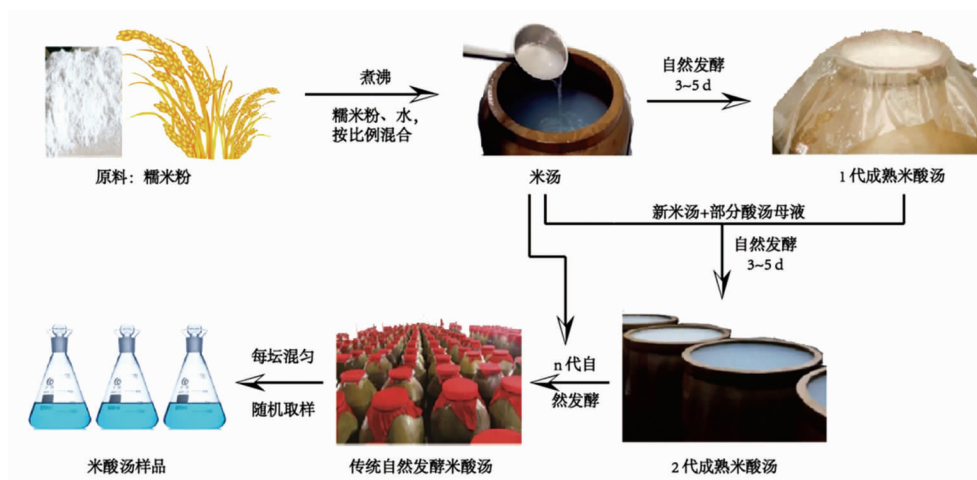 煮沸
糯米粉、水，
按比例混合
自然发酵
3~5 d
原料：糯米粉
米汤
1代成熟米酸汤
新米汤+部分酸汤母液
自然发酵
3~5 d
每坛混匀
随机取样
n代自
然发酵
米酸汤样品
传统自然发酵米酸汤
2代成熟米酸汤